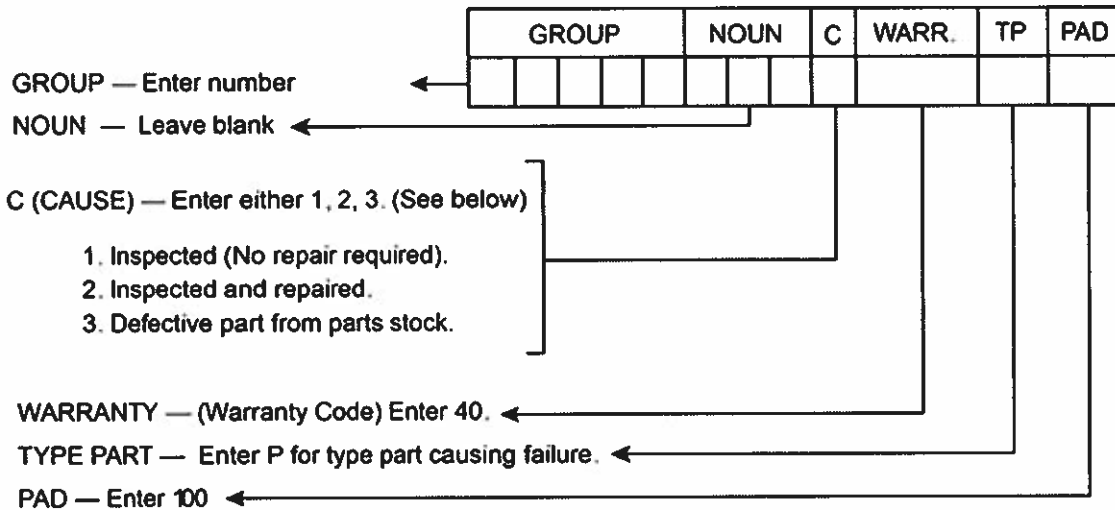 GROUP NOUN C WARR. TP PAD
GROUP — Enter number
NOUN — Leave blank
C (CAUSE) — Enter either 1, 2, 3. (See below)
1. Inspected (No repair required).
2. Inspected and repaired.
3. Defective part from parts stock.
WARRANTY — (Warranty Code) Enter 40.
TYPE PART — Enter P for type part causing failure.
PAD — Enter 100